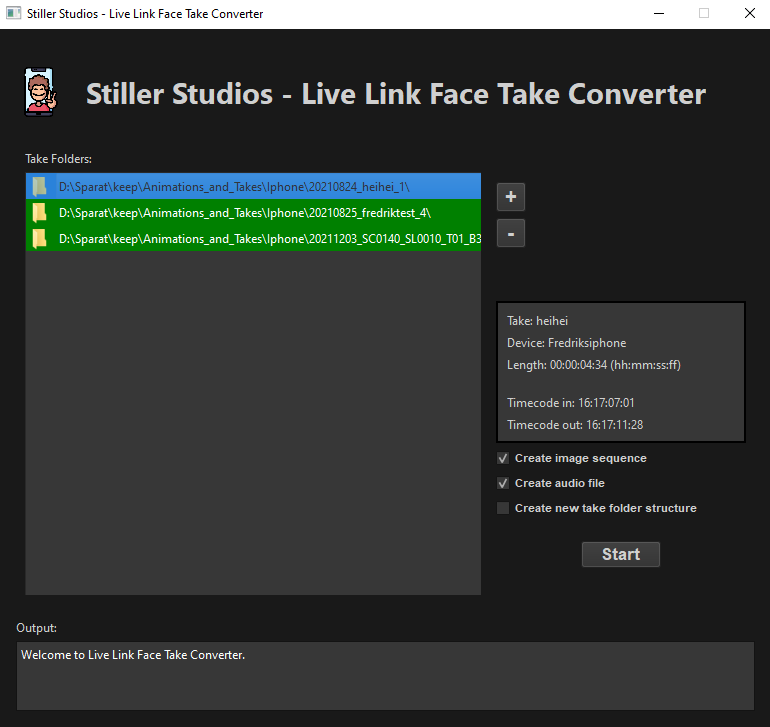 Stiller Studios - Live Link Face Take Converter
Stiller Studios - Live Link Face Take Converter
Take Folders:
D:\Sparat\keep\Animations_and_Takes\Iphone\20210824_heihei_1\
D:\Sparat\keep\Animations_and_Takes\Iphone\20210825_fredriktest_4\
D:\Sparat\keep\Animations_and_Takes\Iphone\20211203_SC0140_SL0010_T01_B3
+
-
Take: heihei
Device: Fredriksiphone
Length: 00:00:04:34 (hh:mm:ss:ff)
Timecode in: 16:17:07:01
Timecode out: 16:17:11:28
Create image sequence
Create audio file
Create new take folder structure
Start
Output:
Welcome to Live Link Face Take Converter.